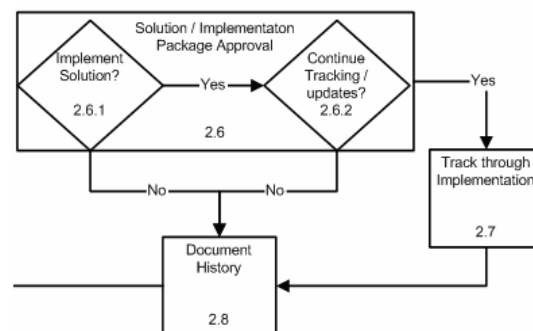 Solution / Implementaton
Package Approval
Implement
Solution?
2.6.1
Yes
Continue
Tracking /
updates?
2.6.2
2.6
Yes
Track through
Implementation
2.7
No
No
Document
History
2.8